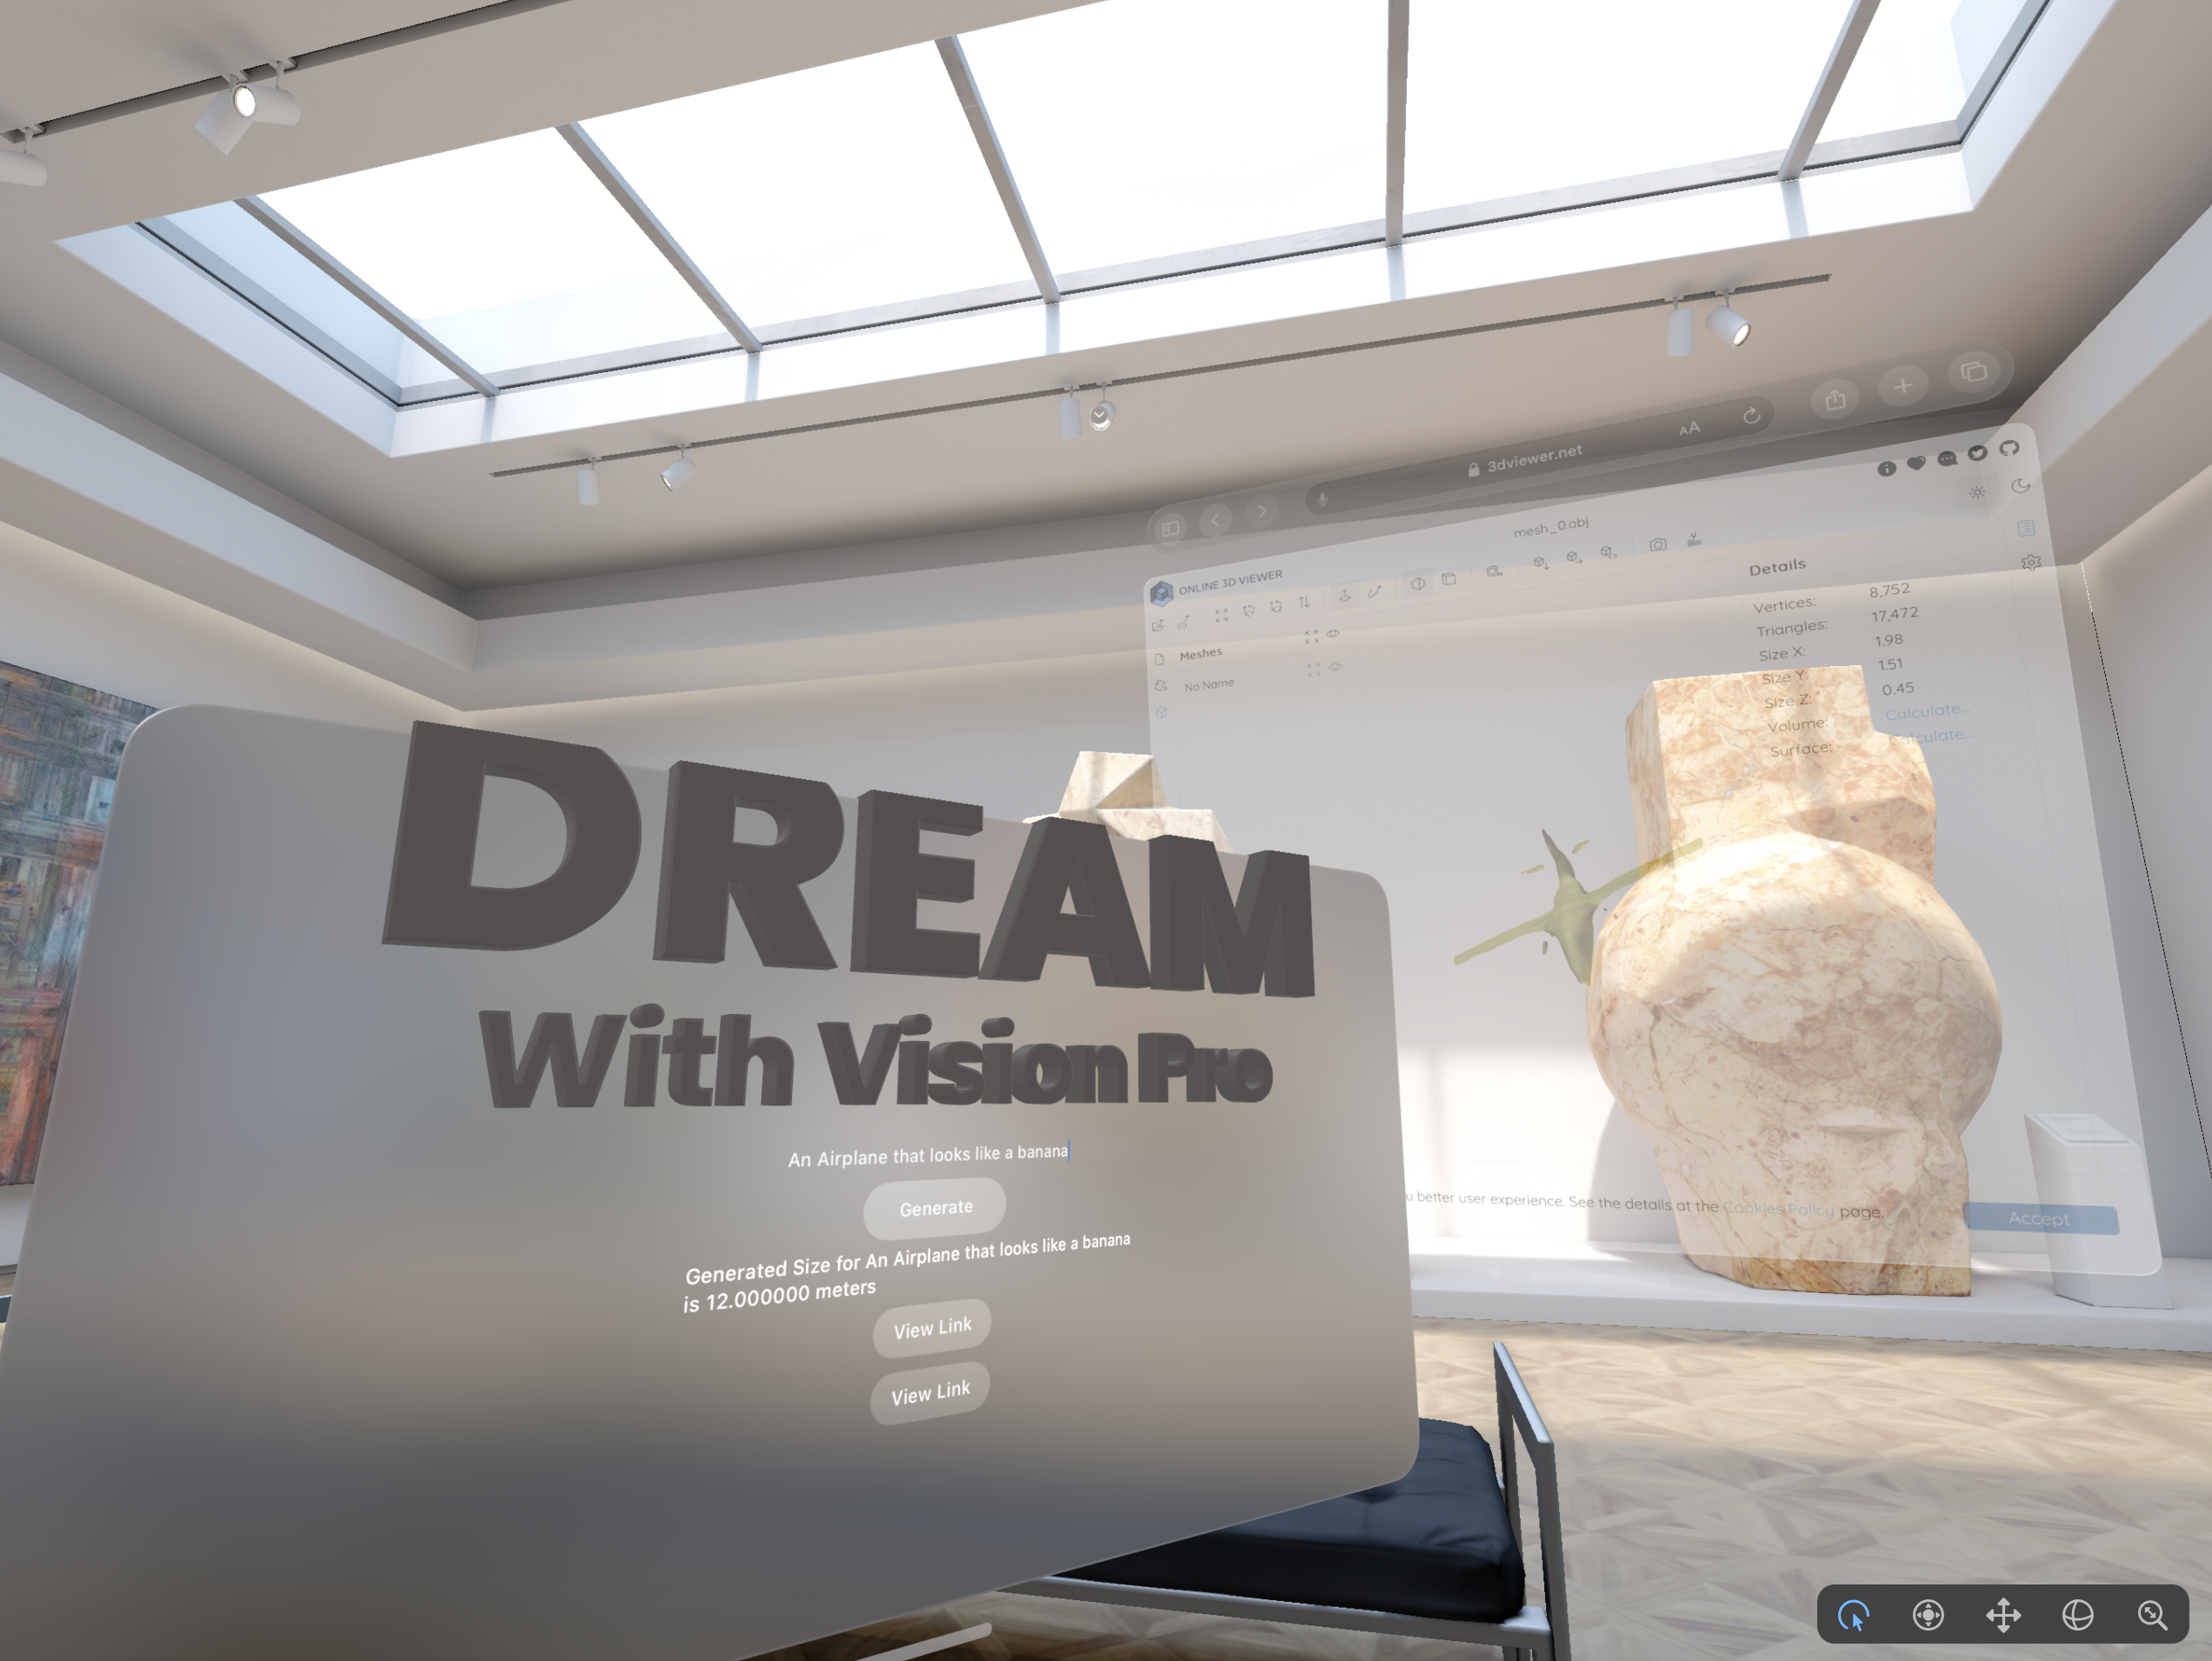 3dviewer.net
AA
mesh_0.obj
ONLINE 3D VIEWER
Meshes
No Name
Details
Vertices: 8,752
Triangles: 17,472
Size X: 1.98
Size Y: 1.51
Size Z: 0.45
Volume: Calculate...
Surface: Calculate...
DREAM
With Vision Pro
An Airplane that looks like a banana
Generate
Generated Size for An Airplane that looks like a banana
is 12.000000 meters
View Link
View Link
better user experience. See the details at the Cookies Policy page.
Accept